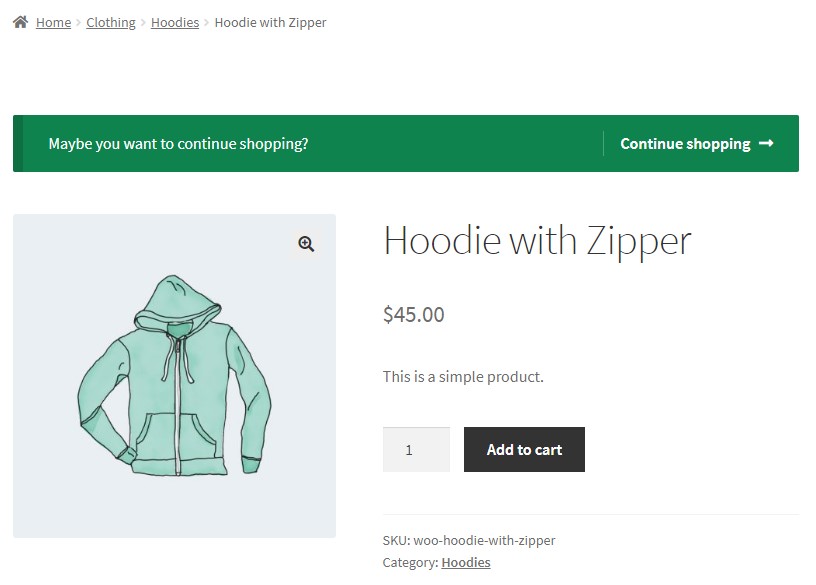 Home > Clothing > Hoodies > Hoodie with Zipper
Maybe you want to continue shopping?
Continue shopping →
Hoodie with Zipper
$45.00
This is a simple product.
1
Add to cart
SKU: woo-hoodie-with-zipper
Category: Hoodies